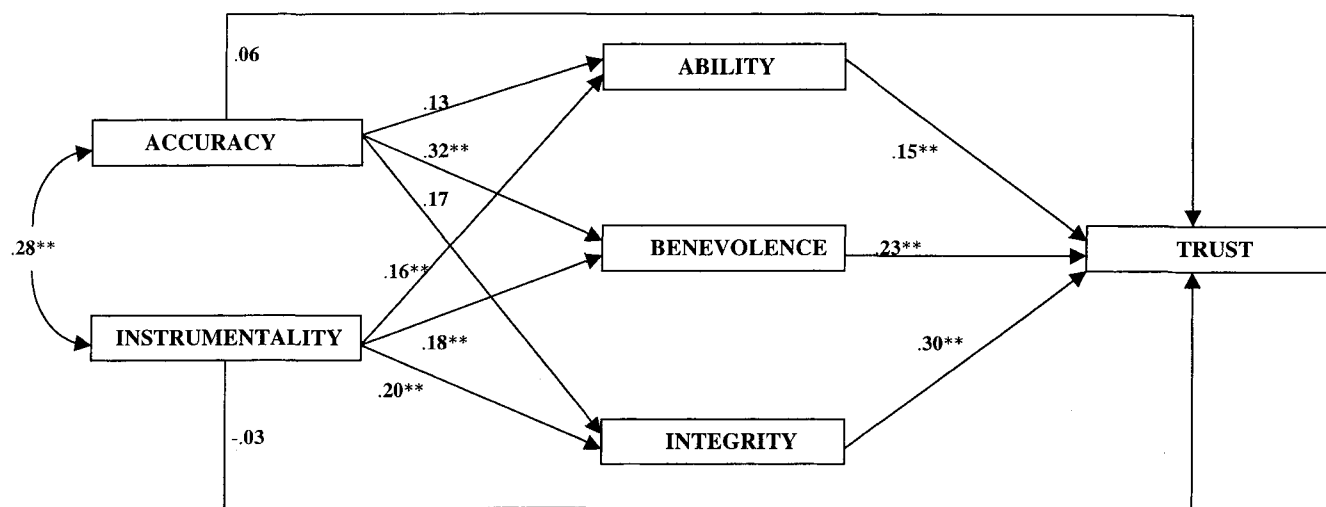 .06
ABILITY
.13
ACCURACY
.32**
.15**
.17
.28**
BENEVOLENCE
.23**
TRUST
.16**
INSTRUMENTALITY
.18**
.30**
.20**
-.03
INTEGRITY